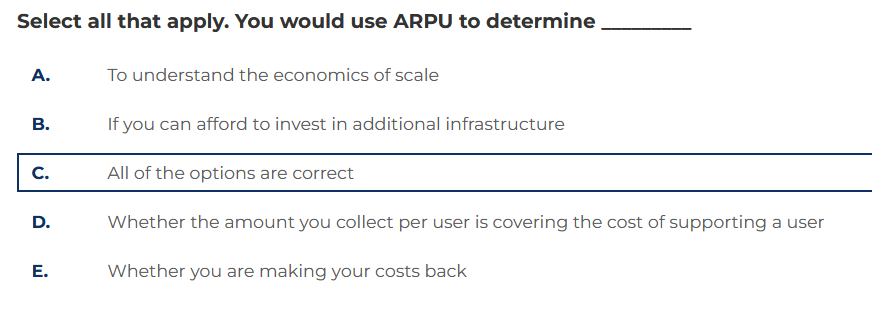 Select all that apply. You would use ARPU to determine _________
A. To understand the economics of scale
B. If you can afford to invest in additional infrastructure
C. All of the options are correct
D. Whether the amount you collect per user is covering the cost of supporting a user
E. Whether you are making your costs back